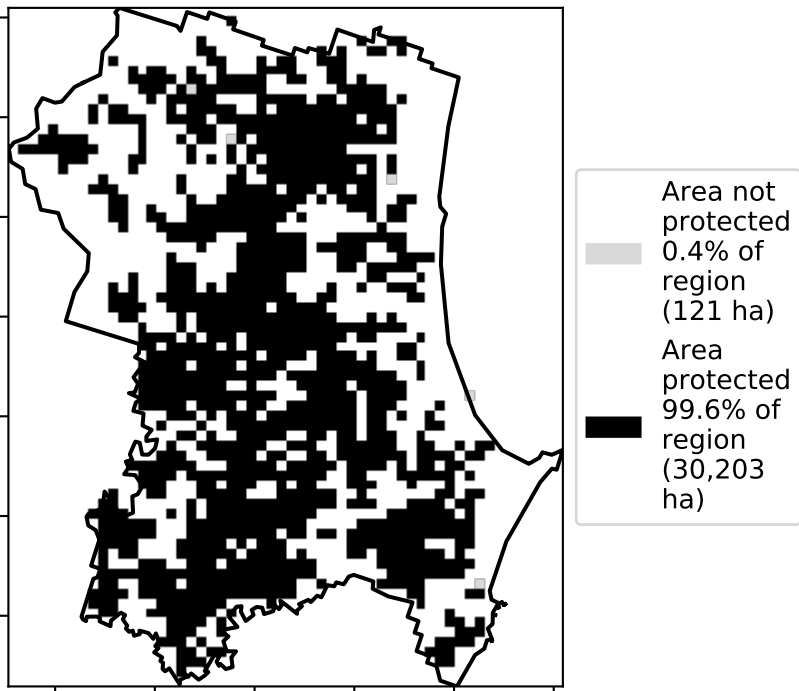 Area not
protected
0.4% of
region
(121 ha)
Area
protected
99.6% of
region
(30,203
ha)